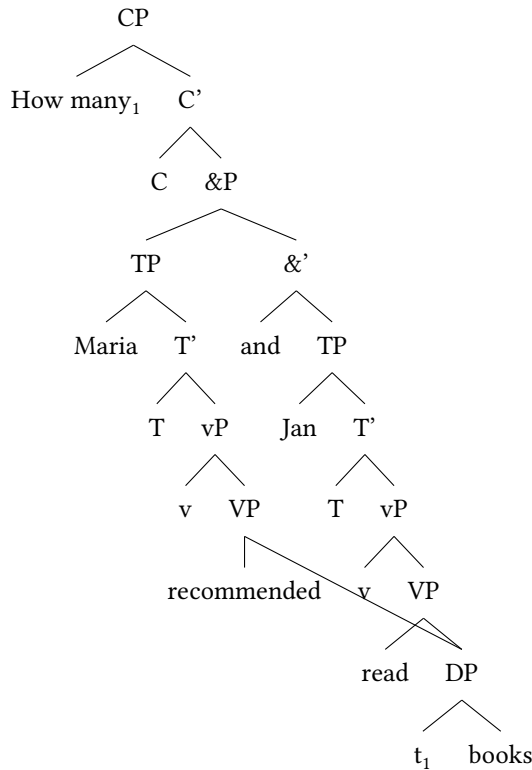 CP
How many₁ C’
C &P
TP &’
Maria T’ and TP
T vP Jan T’
v VP T vP
recommended v VP
read DP
t₁ books